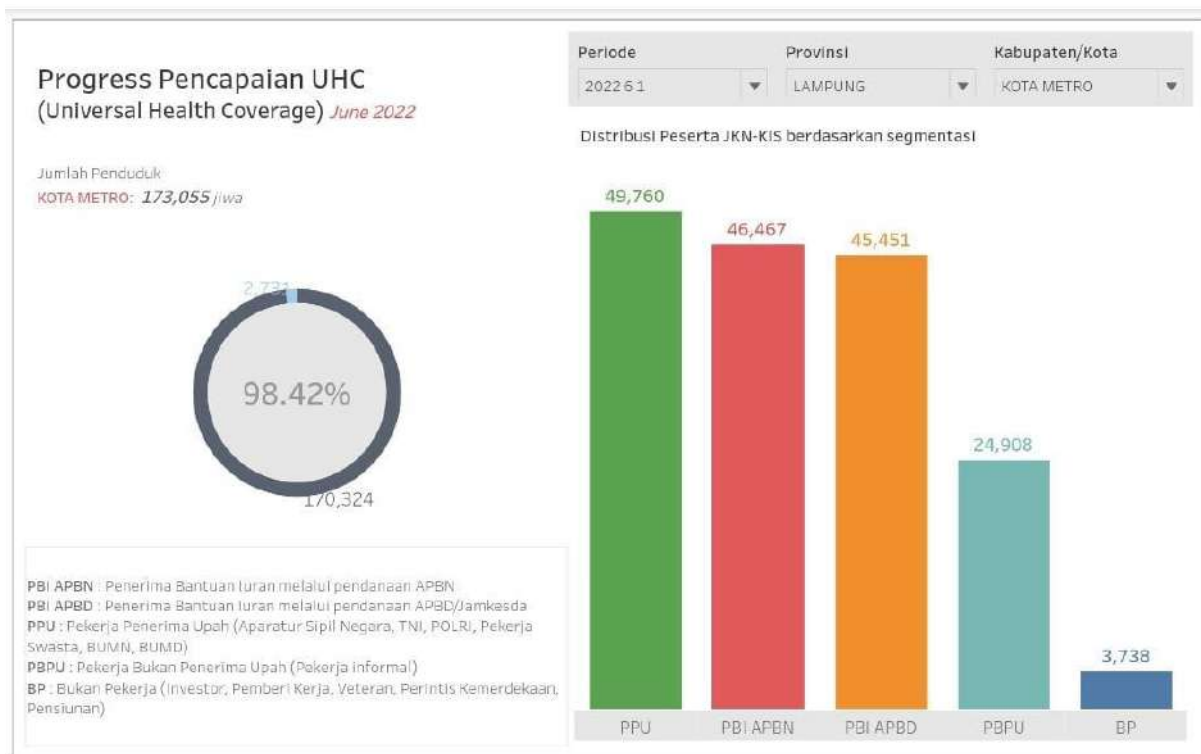 Progress Pencapaian UHC
(Universal Health Coverage) June 2022
Jumlah Penduduk
KOTA METRO: 173,055 jiwa
2,731
98.42%
170,324
PBI APBN : Penerima Bantuan Iuran melalui pendanaan APBN
PBI APBD : Penerima Bantuan Iuran melalui pendanaan APBD/Jamkesda
PPU : Pekerja Penerima Upah (Aparatur Sipil Negara, TNI, POLRI, Pekerja
Swasta, BUMN, BUMD)
PBPU : Pekerja Bukan Penerima Upah (Pekerja informal)
BP : Bukan Pekerja (Investor, Pemberi Kerja, Veteran, Perintis Kemerdekaan,
Pensiunan)
Periode Provinsi Kabupaten/Kota
2022 6 1 LAMPUNG KOTA METRO
Distribusi Peserta JKN-KIS berdasarkan segmentasi
49,760
46,467
45,451
24,908
3,738
PPU PBI APBN PBI APBD PBPU BP